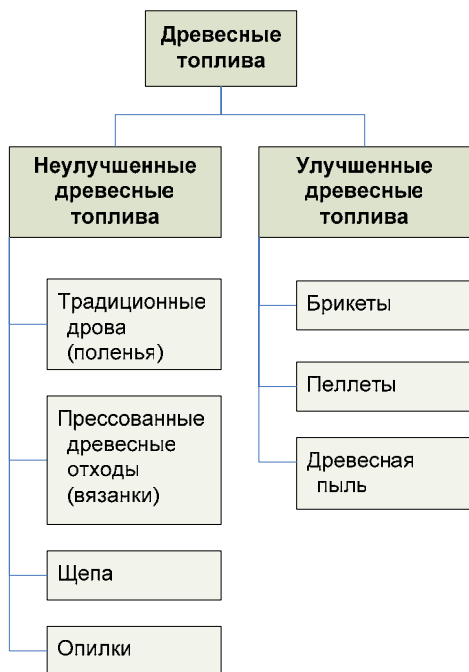 Древесные
топлива
Неулучшенные
древесные
топлива
Традиционные
дрова
(поленья)
Прессованные
древесные
отходы
(вязанки)
Щепа
Опилки
Улучшенные
древесные
топлива
Брикеты
Пеллеты
Древесная
пыль